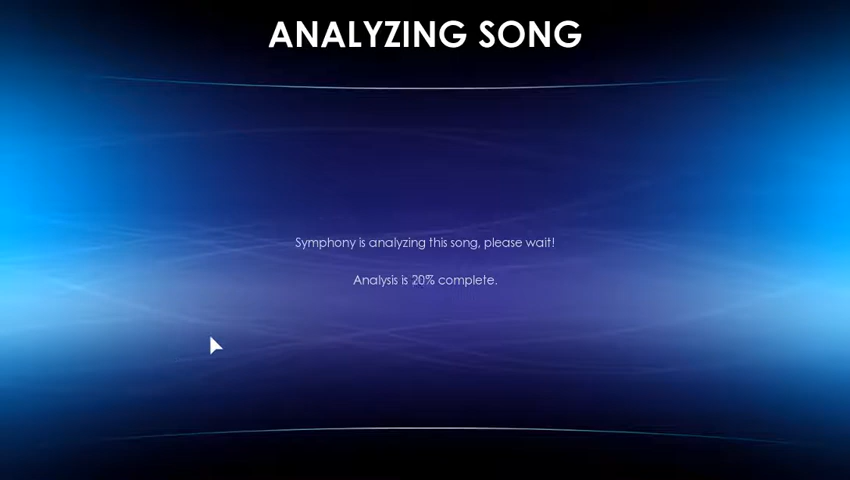 ANALYZING SONG
Symphony is analyzing this song, please wait!
Analysis is 20% complete.